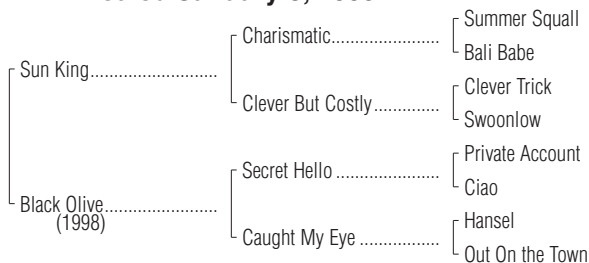 Summer Squall
Charismatic
Bali Babe
Sun King
Clever Trick
Clever But Costly
Swoonlow
Private Account
Secret Hello
Ciao
Black Olive
(1998)
Hansel
Caught My Eye
Out On the Town